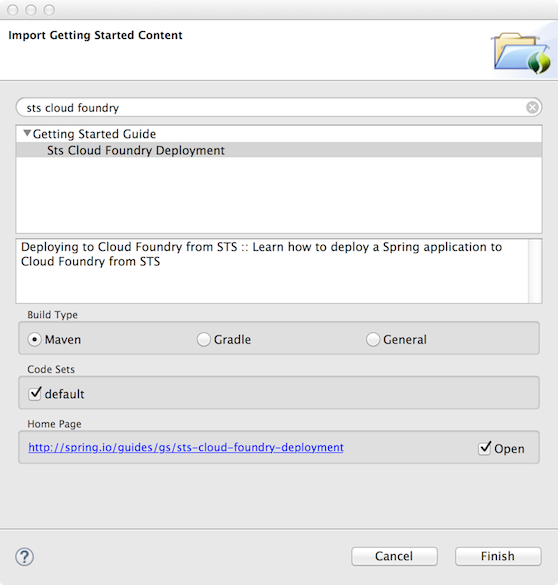 Import Getting Started Content
sts cloud foundry
Getting Started Guide
Sts Cloud Foundry Deployment
Deploying to Cloud Foundry from STS :: Learn how to deploy a Spring application to
Cloud Foundry from STS
Build Type
Maven Gradle General
Code Sets
default
Home Page
http://spring.io/guides/gs/sts-cloud-foundry-deployment Open
? Cancel Finish